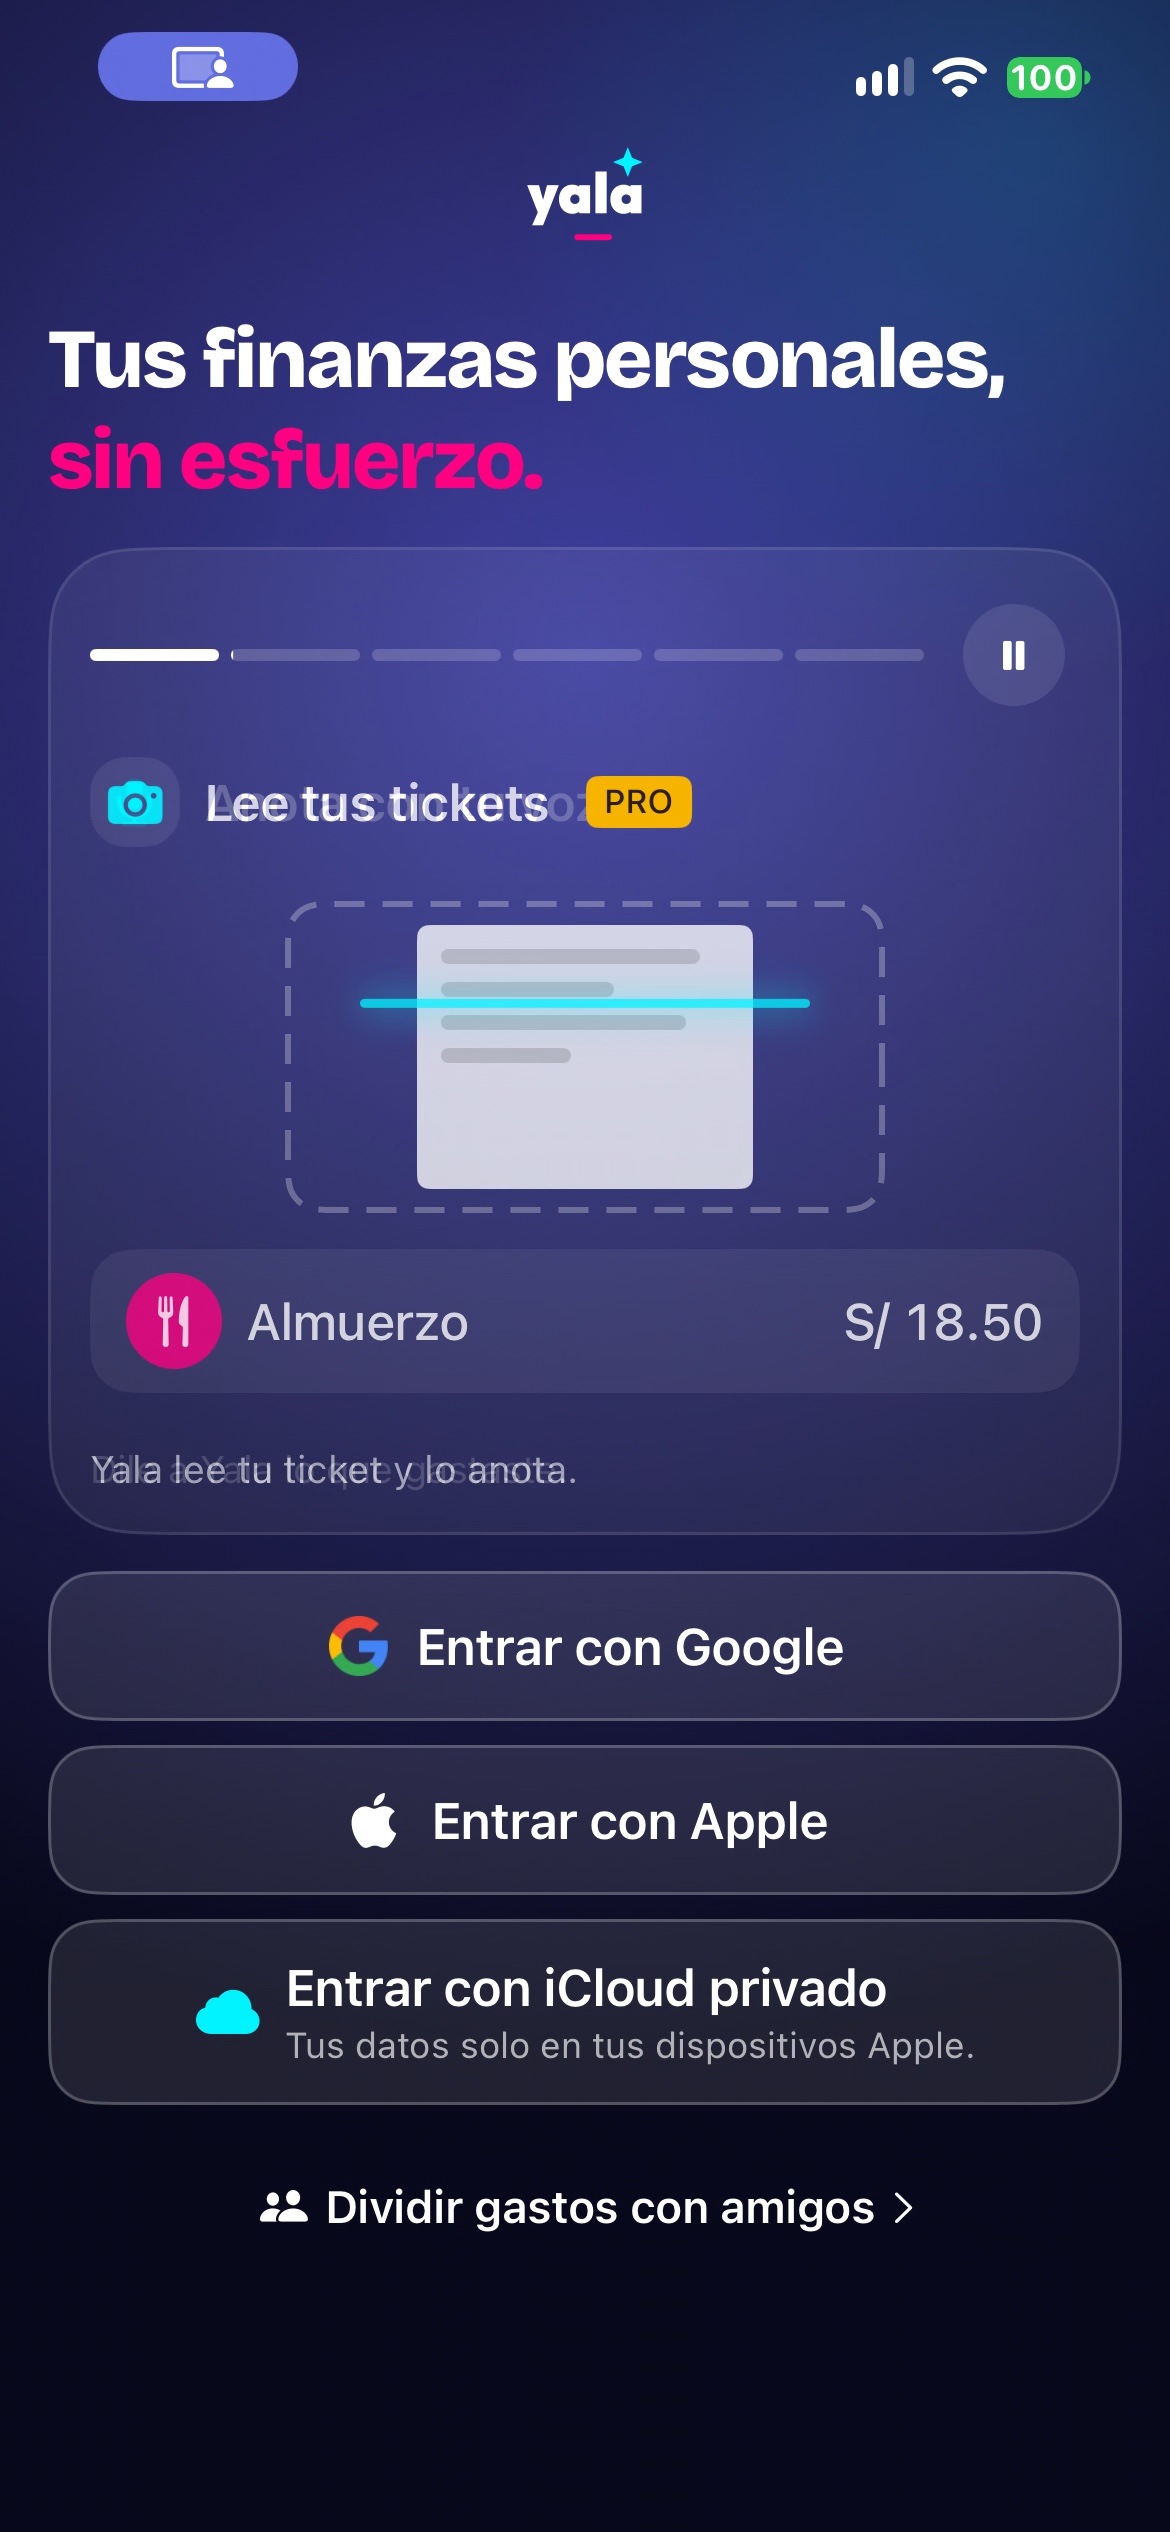 100
yala
Tus finanzas personales,
sin esfuerzo.
Lee tus tickets PRO
Almuerzo S/ 18.50
Yala lee tu ticket y lo anota.
Entrar con Google
Entrar con Apple
Entrar con iCloud privado
Tus datos solo en tus dispositivos Apple.
Dividir gastos con amigos